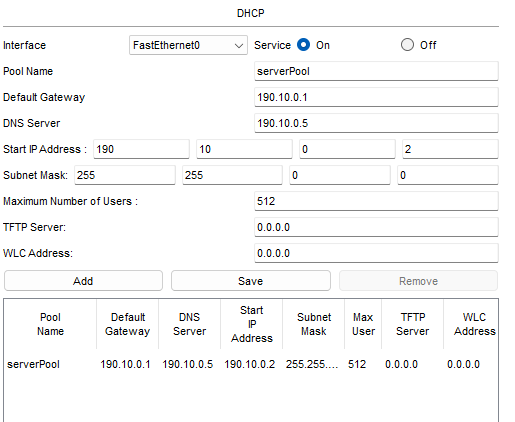 DHCP
Interface FastEthernet0 Service On Off
Pool Name serverPool
Default Gateway 190.10.0.1
DNS Server 190.10.0.5
Start IP Address : 190 10 0 2
Subnet Mask: 255 255 0 0
Maximum Number of Users : 512
TFTP Server: 0.0.0.0
WLC Address: 0.0.0.0
Add Save Remove
Pool Name Default Gateway DNS Server Start IP Address Subnet Mask Max User TFTP Server WLC Address
serverPool 190.10.0.1 190.10.0.5 190.10.0.2 255.255.... 512 0.0.0.0 0.0.0.0